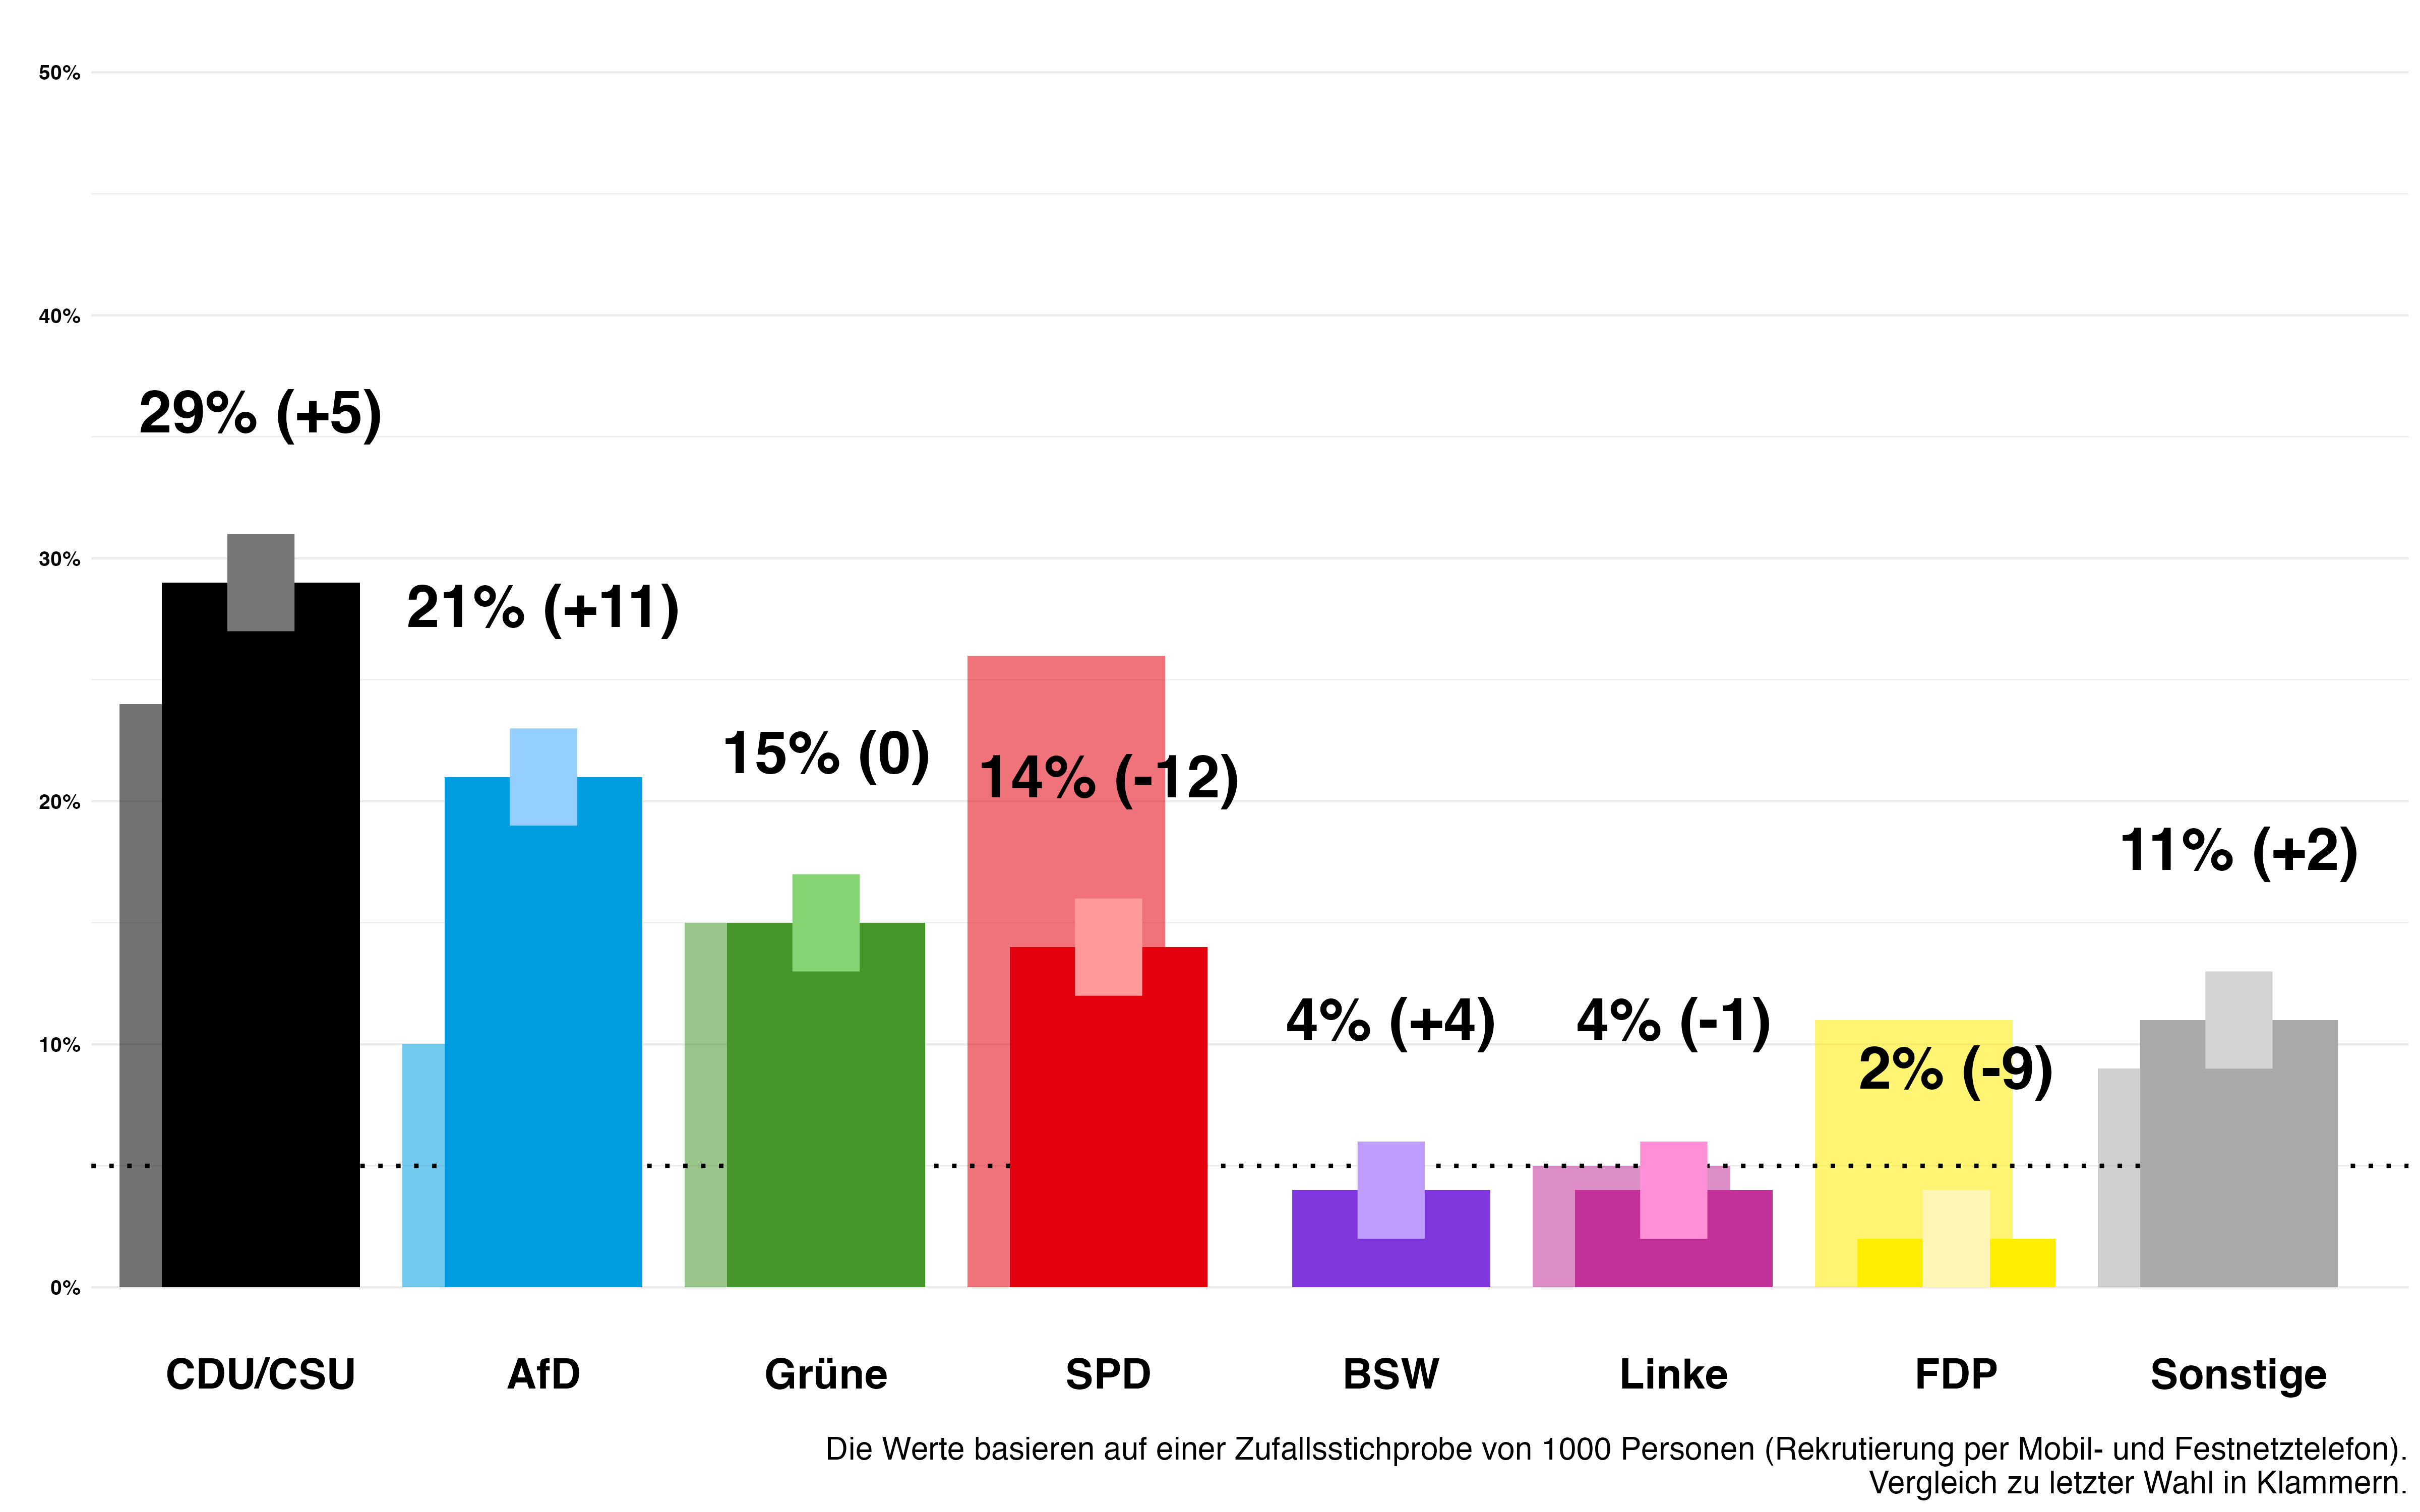 50%
40%
29% (+5)
30%
21% (+11)
15% (0)
14% (-12)
20%
11% (+2)
4% (+4)
4% (-1)
10%
2% (-9)
0%
CDU/CSU
AfD
Grüne
SPD
BSW
Linke
FDP
Sonstige
Die Werte basieren auf einer Zufallsstichprobe von 1000 Personen (Rekrutierung per Mobil- und Festnetztelefon).
Vergleich zu letzter Wahl in Klammern.